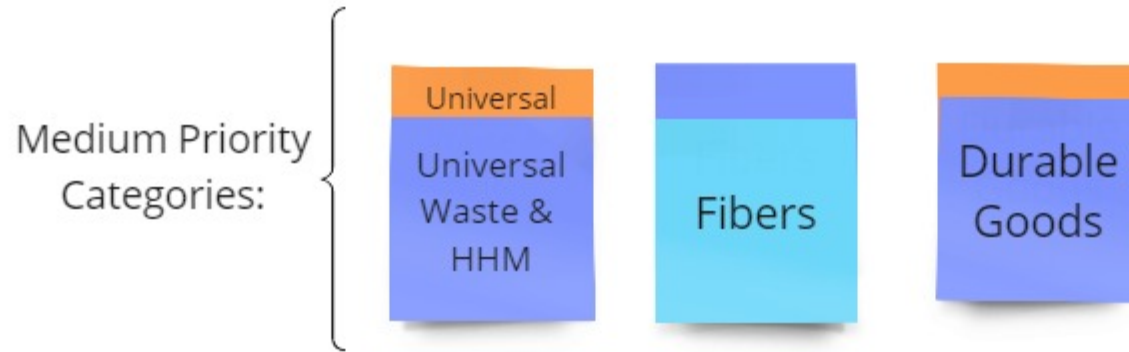 Medium Priority
Categories:
Universal
Universal
Waste &
HHM
Fibers
Durable
Goods